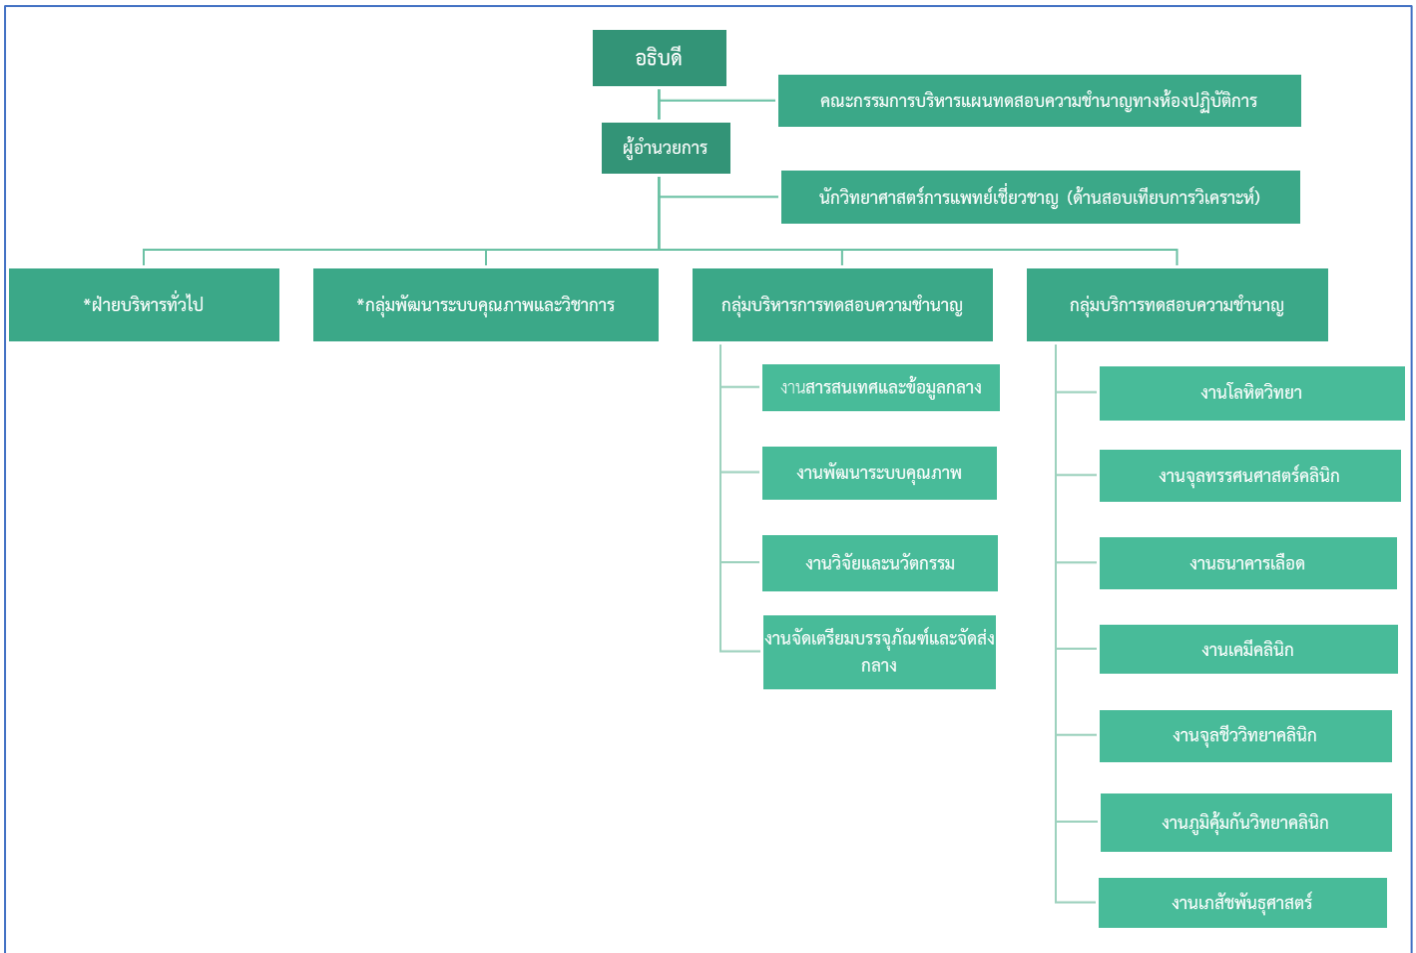 อธิบดี
คณะกรรมการบริหารแผนทดสอบความชำนาญทางห้องปฏิบัติการ
ผู้อำนวยการ
นักวิทยาศาสตร์การแพทย์เชี่ยวชาญ (ด้านสอบเทียบการวิเคราะห์)
*ฝ่ายบริหารทั่วไป
*กลุ่มพัฒนาระบบคุณภาพและวิชาการ
กลุ่มบริหารการทดสอบความชำนาญ
กลุ่มบริการทดสอบความชำนาญ
งานสารสนเทศและข้อมูลกลาง
งานพัฒนาระบบคุณภาพ
งานวิจัยและนวัตกรรม
งานจัดเตรียมบรรจุภัณฑ์และจัดส่ง
กลาง
งานโลหิตวิทยา
งานจุลทรรศนศาสตร์คลินิก
งานธนาคารเลือด
งานเคมีคลินิก
งานจุลชีววิทยาคลินิก
งานภูมิคุ้มกันวิทยาคลินิก
งานเภสัชพันธุศาสตร์